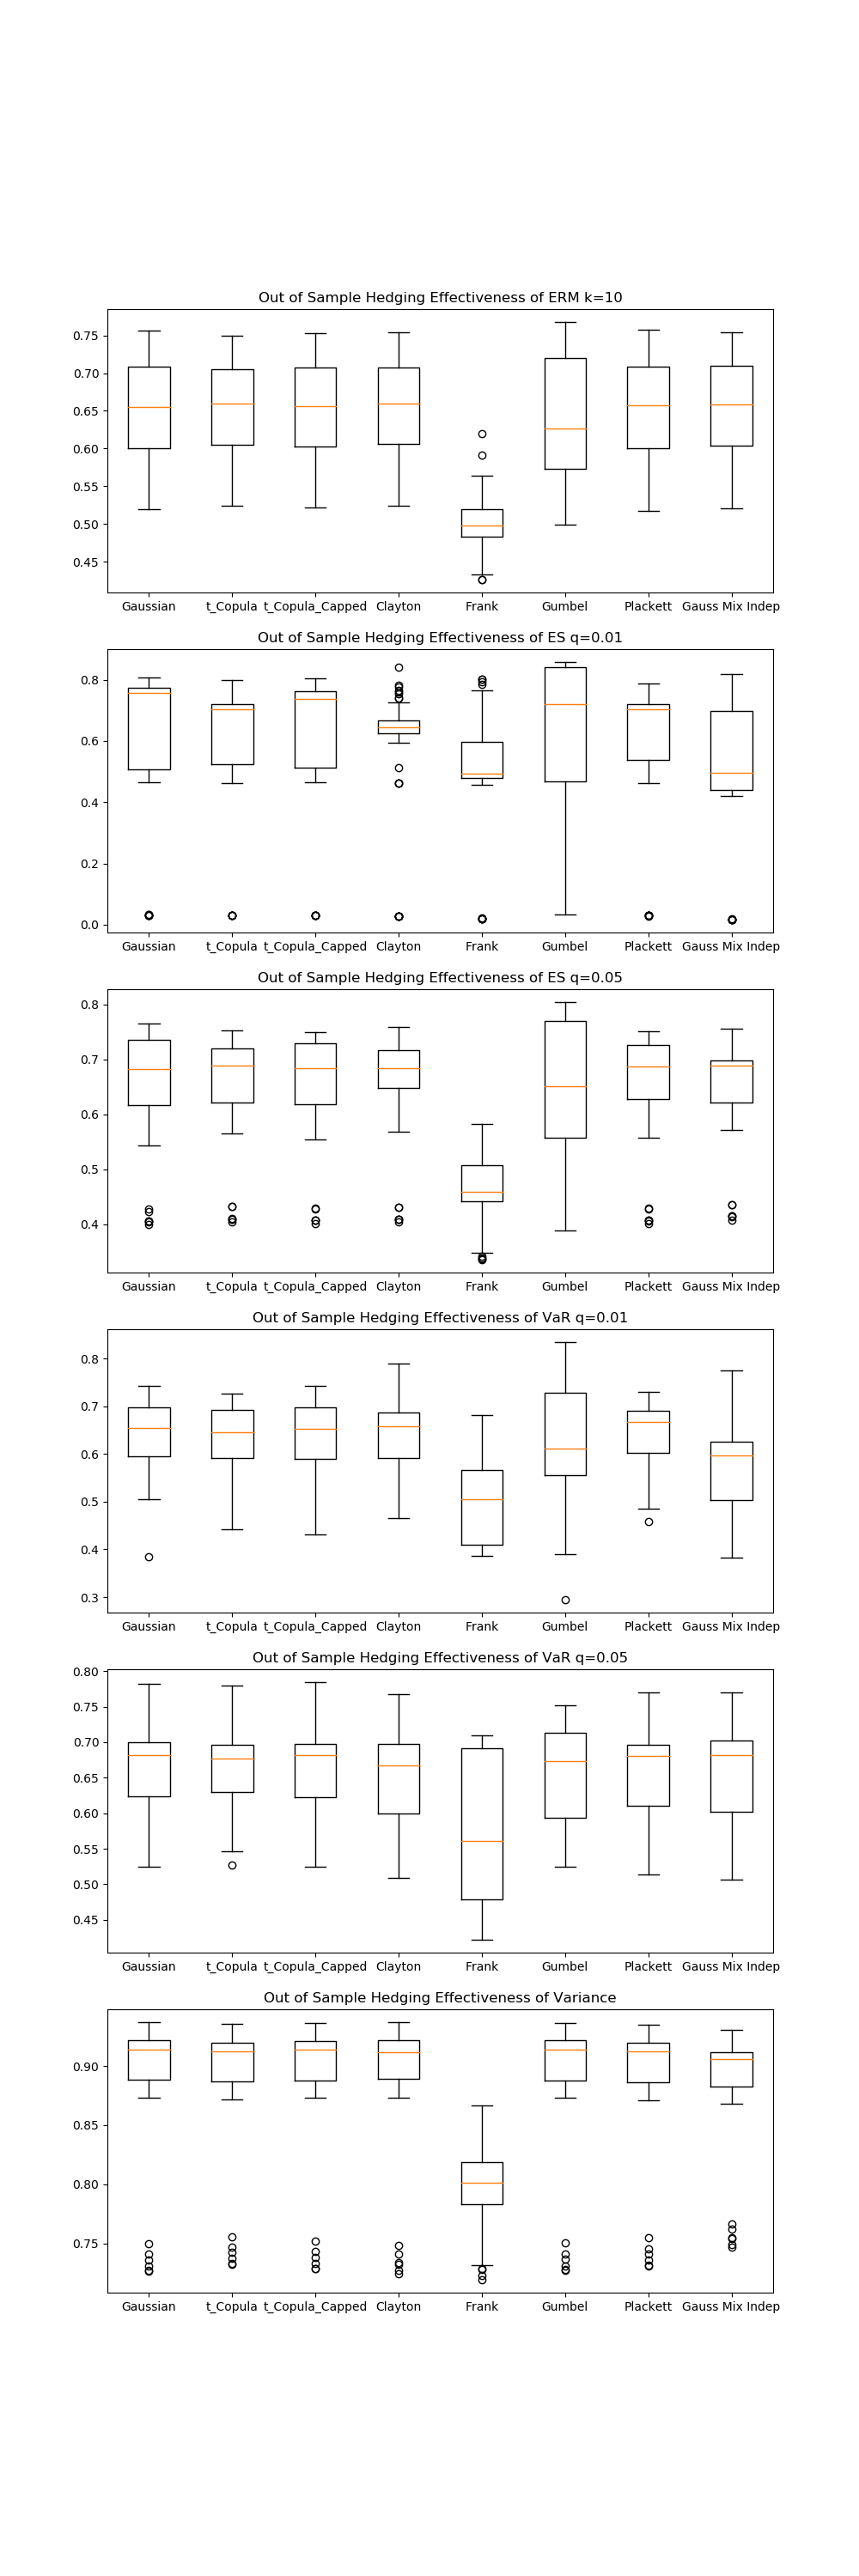 Out of Sample Hedging Effectiveness of ERM k=10
0.75
0.70
0.65
0.60
0.55
0.50
0.45
Gaussian t_Copula t_Copula_Capped Clayton Frank Gumbel Plackett Gauss Mix Indep
Out of Sample Hedging Effectiveness of ES q=0.01
0.8
0.6
0.4
0.2
0.0
Gaussian t_Copula t_Copula_Capped Clayton Frank Gumbel Plackett Gauss Mix Indep
Out of Sample Hedging Effectiveness of ES q=0.05
0.8
0.7
0.6
0.5
0.4
Gaussian t_Copula t_Copula_Capped Clayton Frank Gumbel Plackett Gauss Mix Indep
Out of Sample Hedging Effectiveness of VaR q=0.01
0.8
0.7
0.6
0.5
0.4
0.3
Gaussian t_Copula t_Copula_Capped Clayton Frank Gumbel Plackett Gauss Mix Indep
Out of Sample Hedging Effectiveness of VaR q=0.05
0.80
0.75
0.70
0.65
0.60
0.55
0.50
0.45
Gaussian t_Copula t_Copula_Capped Clayton Frank Gumbel Plackett Gauss Mix Indep
Out of Sample Hedging Effectiveness of Variance
0.90
0.85
0.80
0.75
Gaussian t_Copula t_Copula_Capped Clayton Frank Gumbel Plackett Gauss Mix Indep